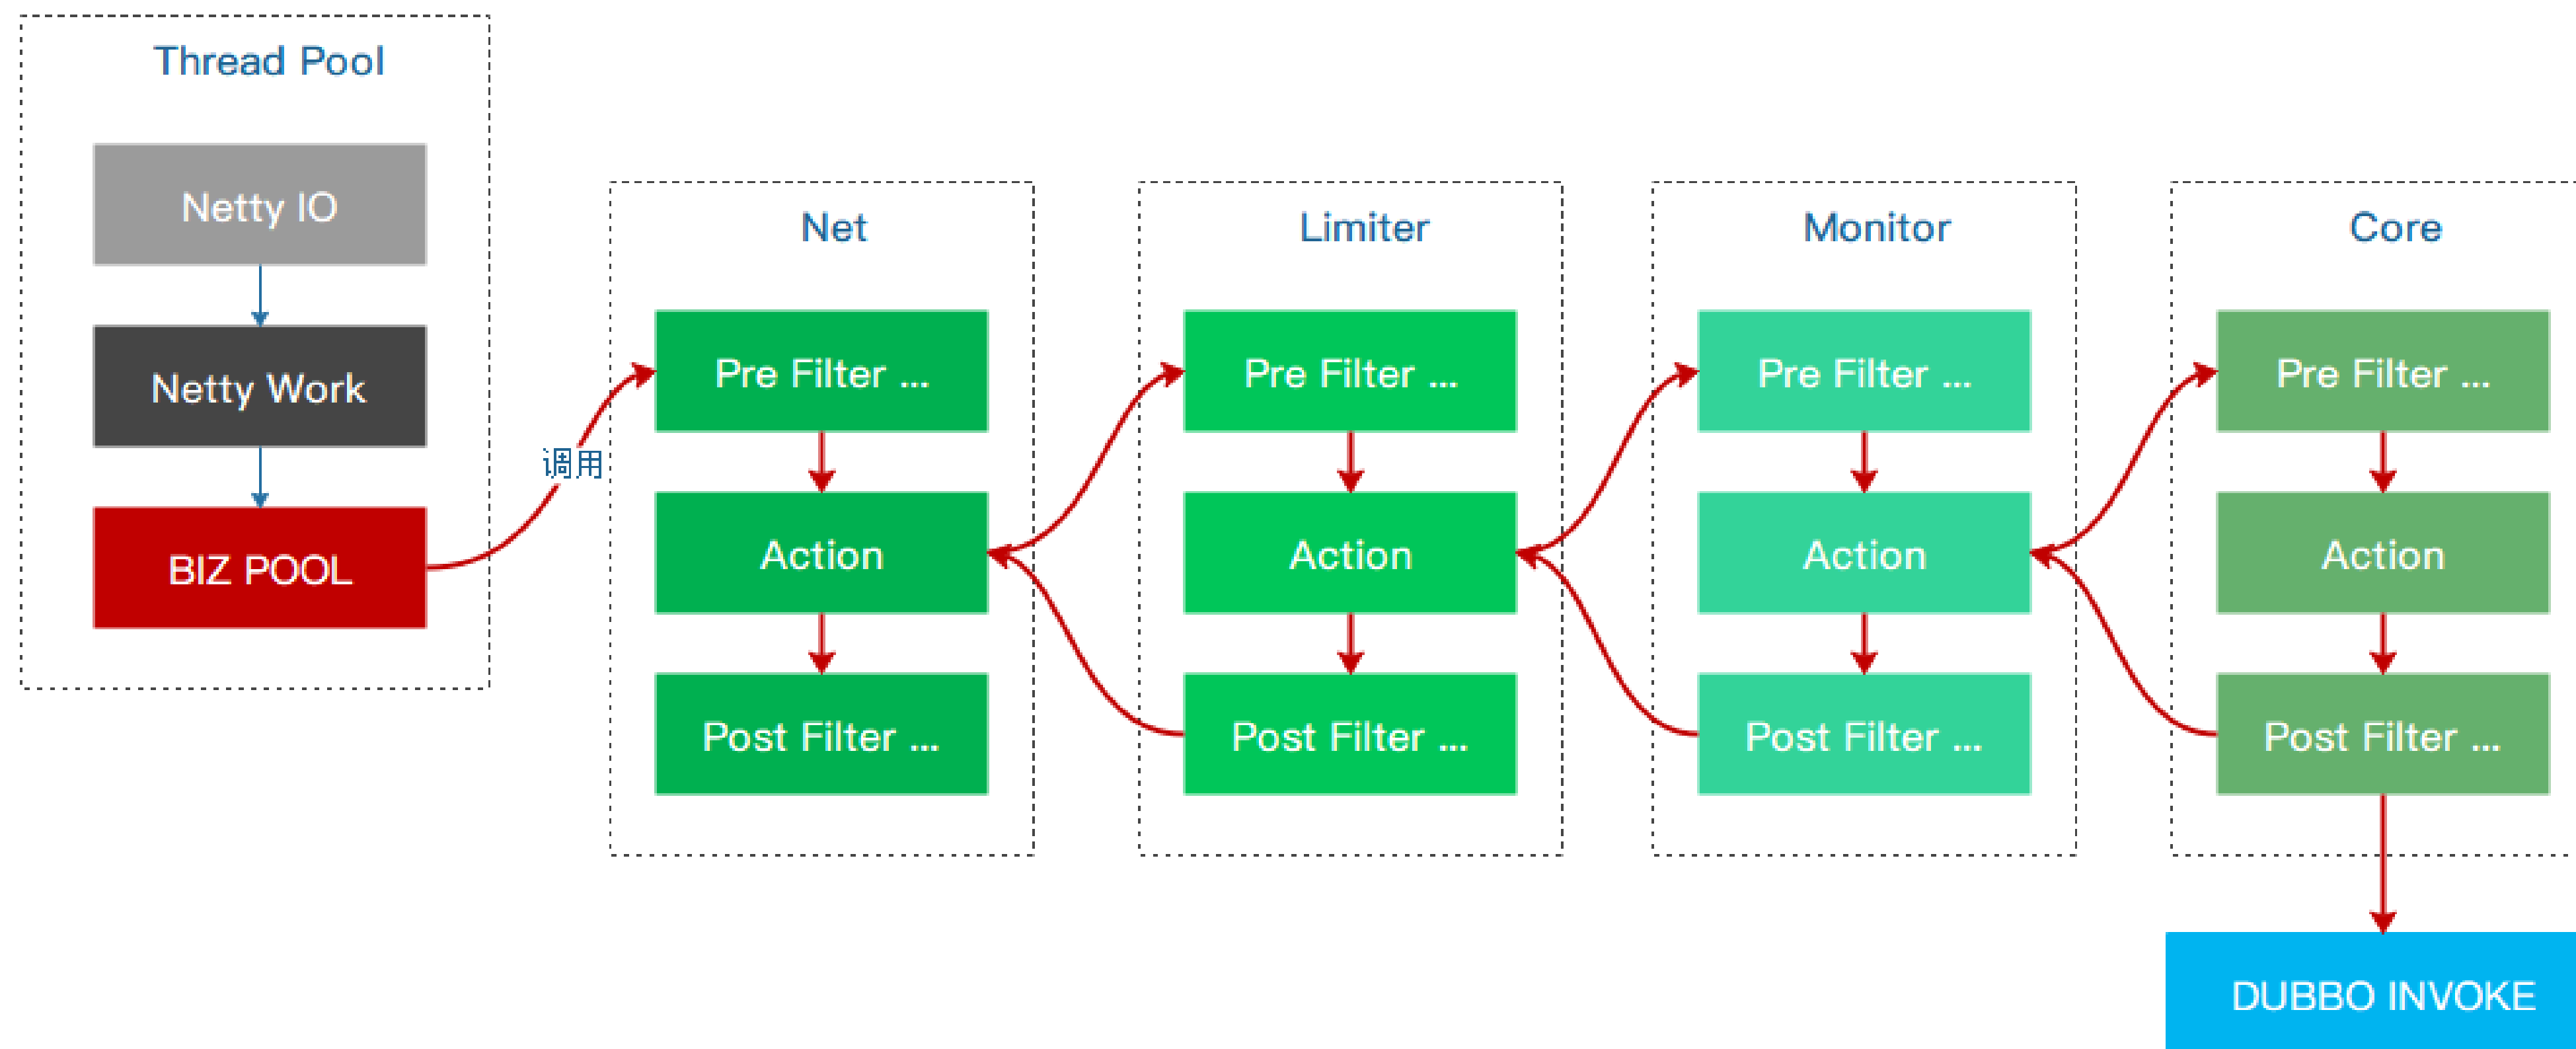 Thread Pool
Netty IO
Netty Work
BIZ POOL
调用
Net
Pre Filter ...
Action
Post Filter ...
Limiter
Pre Filter ...
Action
Post Filter ...
Monitor
Pre Filter ...
Action
Post Filter ...
Core
Pre Filter ...
Action
Post Filter ...
DUBBO INVOKE